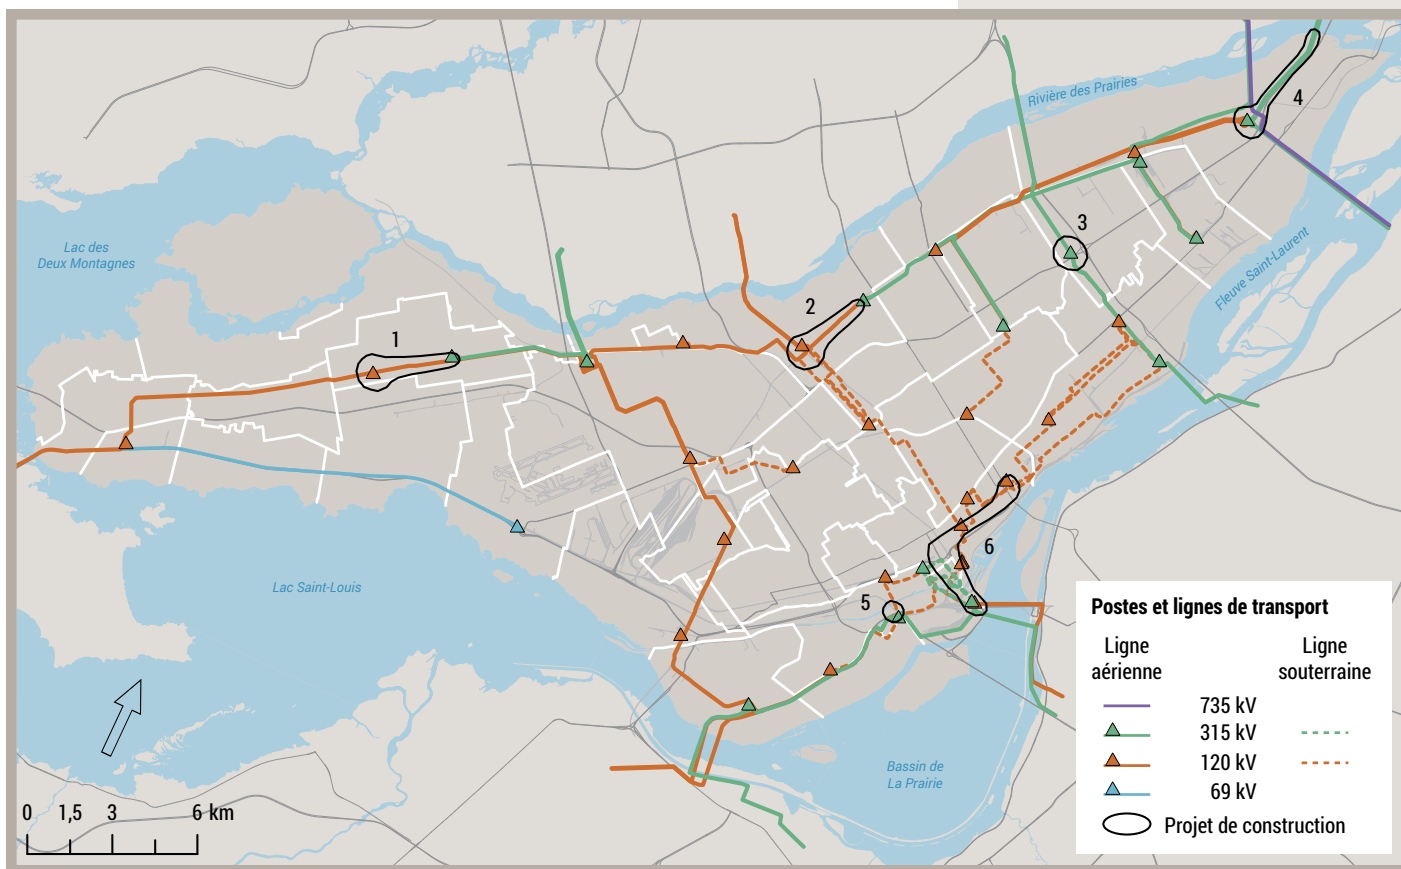 Rivière des Prairies
4
Lac des
Deux Montagnes
3
Fleuve Saint-Laurent
2
1
6
Lac Saint-Louis
5
Bassin de
La Prairie
0 1,5 3 6 km
Postes et lignes de transport
Ligne
aérienne
Ligne
souterraine
735 kV
315 kV
120 kV
69 kV
Projet de construction